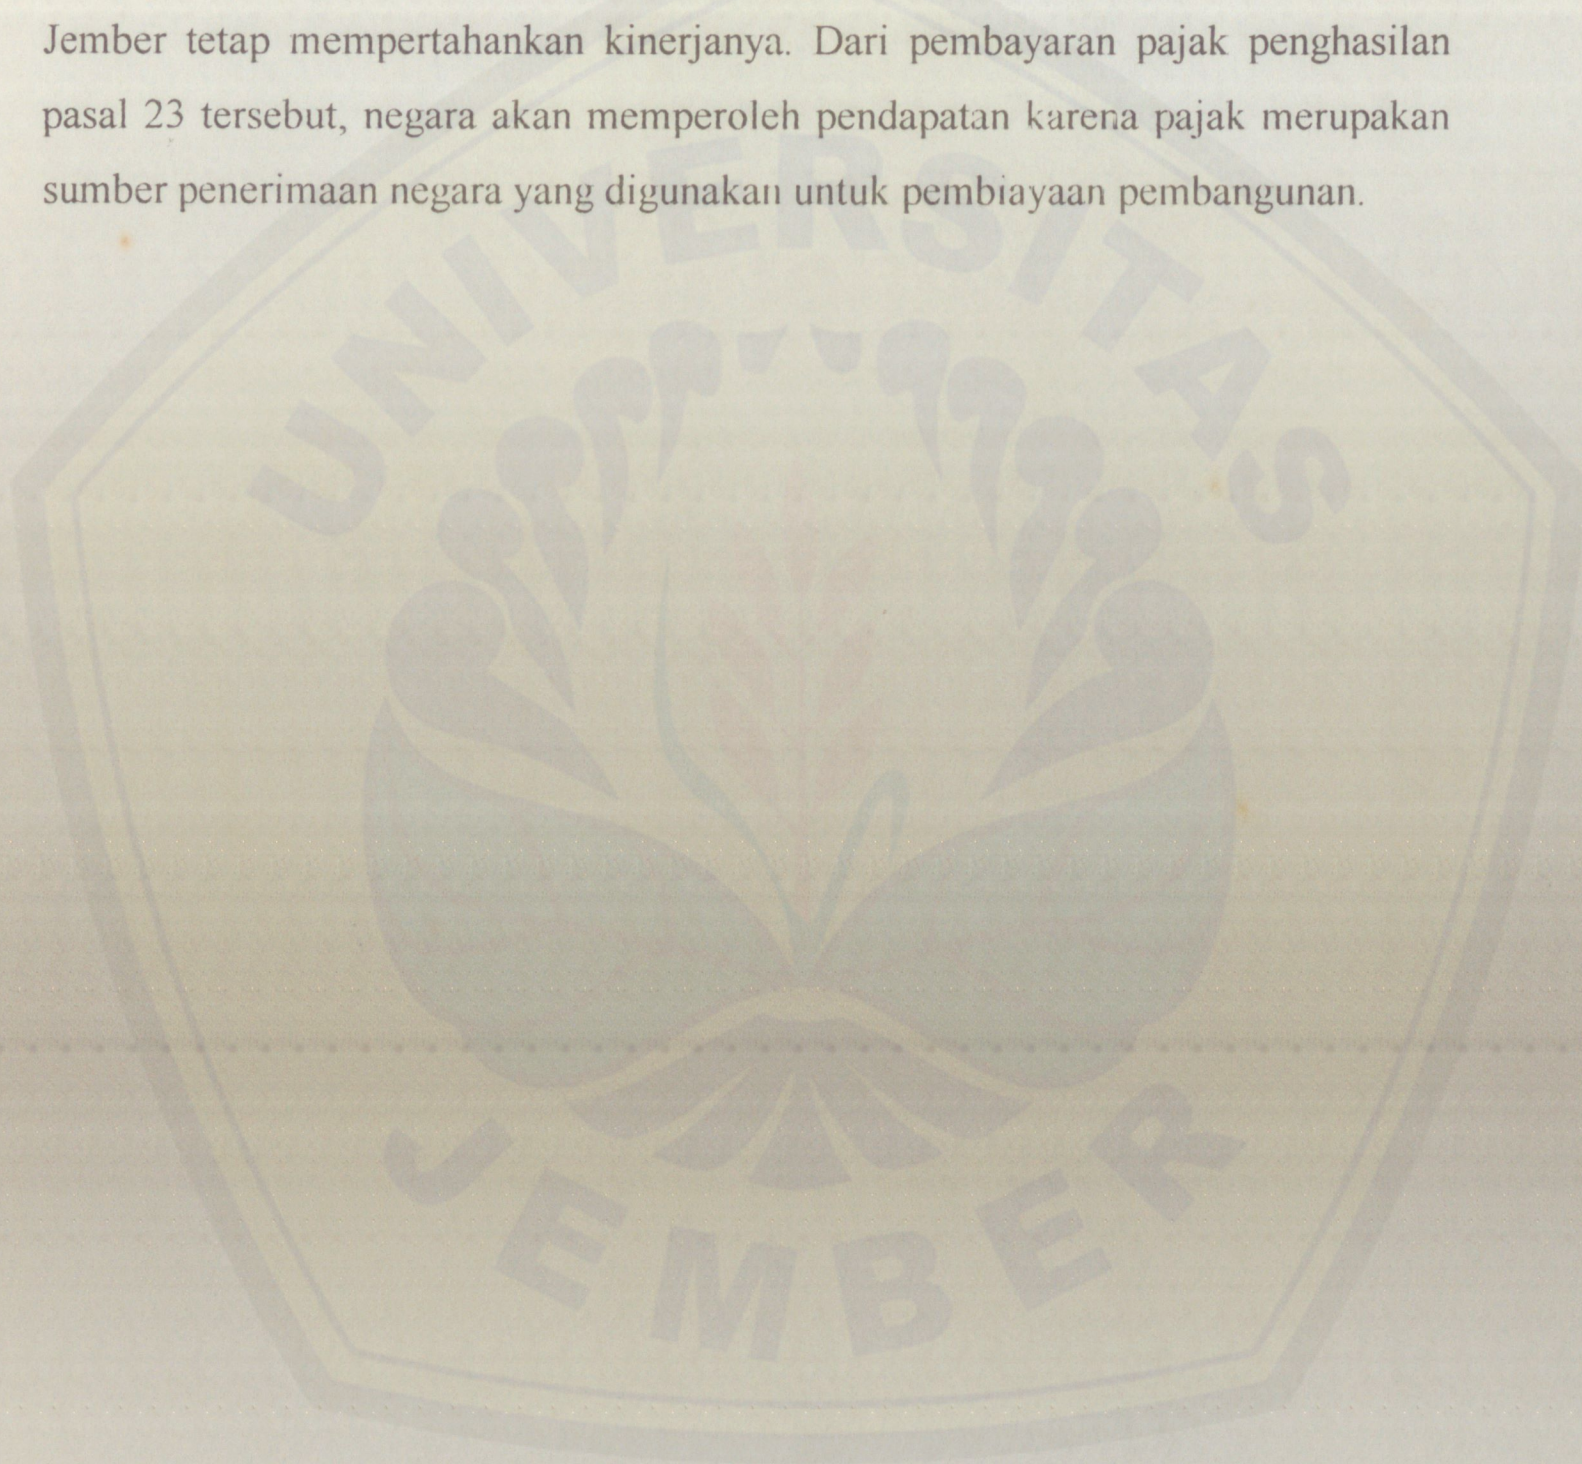 Jember tetap mempertahankan kinerjanya. Dari pembayaran pajak penghasilan
pasal 23 tersebut, negara akan memperoleh pendapatan karena pajak merupakan
sumber penerimaan negara yang digunakan untuk pembiayaan pembangunan.
UNIVERSITAS
JEMBER